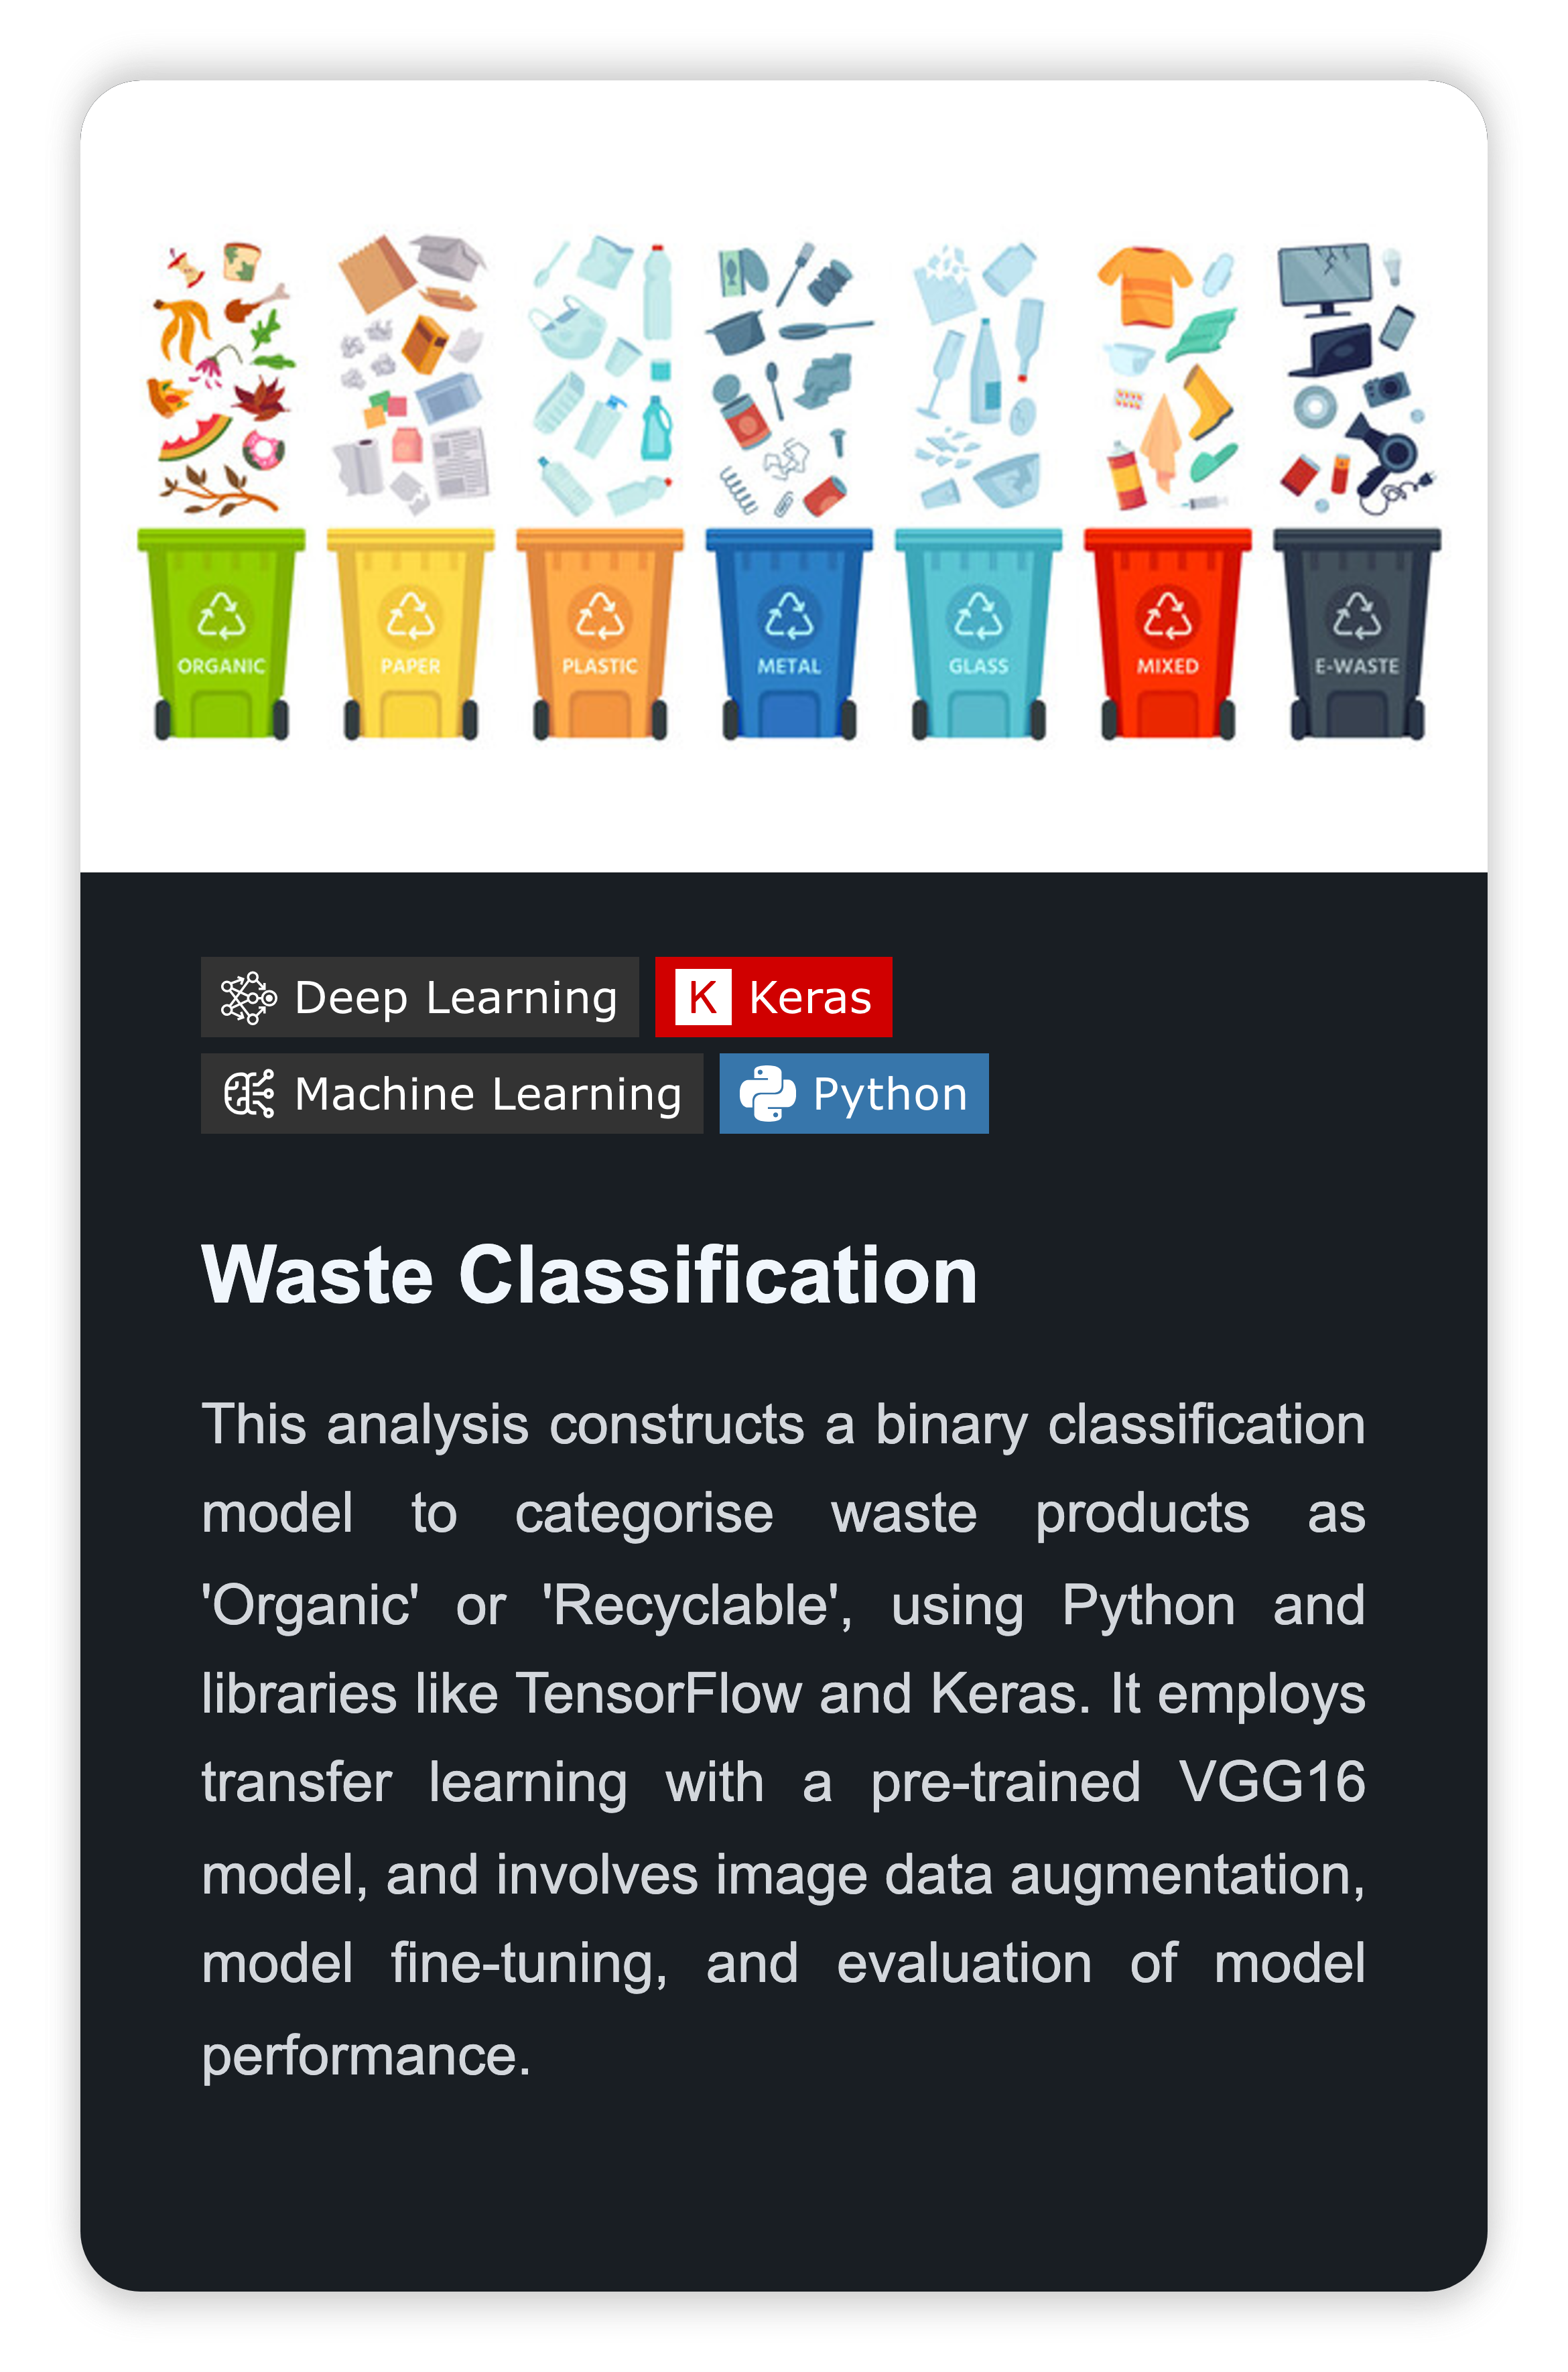 ORGANIC PAPER PLASTIC METAL GLASS MIXED E-WASTE
Deep Learning K Keras
Machine Learning Python
Waste Classification
This analysis constructs a binary classification
model to categorise waste products as
'Organic' or 'Recyclable', using Python and
libraries like TensorFlow and Keras. It employs
transfer learning with a pre-trained VGG16
model, and involves image data augmentation,
model fine-tuning, and evaluation of model
performance.